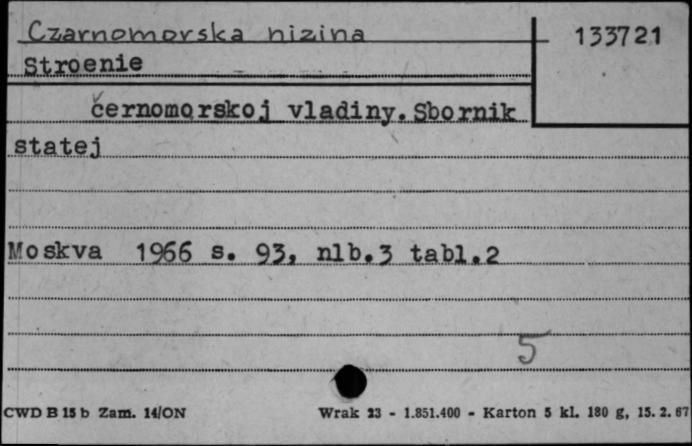 Czarnomorska nizina
133721
Stroenie
černomorskoj vladiny. Sbornik
statej
Moskva 1966 s. 93, nlb.3 tabl.2
5
CWD B 15 b Zam. 14/ON Wrak 23 - 1.851.400 - Karton 5 kl. 180 g, 15. 2. 67